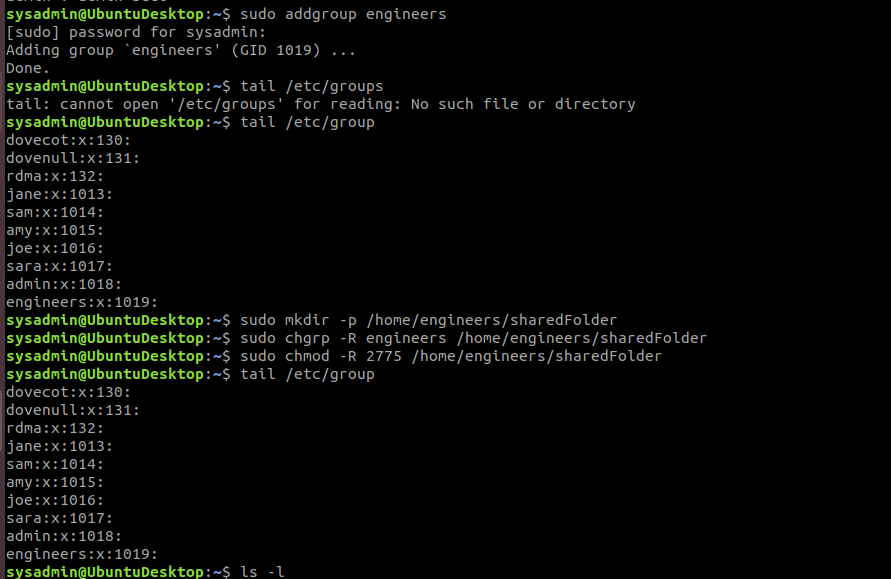 sysadmin@UbuntuDesktop:~$ sudo addgroup engineers
[sudo] password for sysadmin:
Adding group `engineers' (GID 1019) ...
Done.
sysadmin@UbuntuDesktop:~$ tail /etc/groups
tail: cannot open '/etc/groups' for reading: No such file or directory
sysadmin@UbuntuDesktop:~$ tail /etc/group
dovecot:x:130:
dovenull:x:131:
rdma:x:132:
jane:x:1013:
sam:x:1014:
amy:x:1015:
joe:x:1016:
sara:x:1017:
admin:x:1018:
engineers:x:1019:
sysadmin@UbuntuDesktop:~$ sudo mkdir -p /home/engineers/sharedFolder
sysadmin@UbuntuDesktop:~$ sudo chgrp -R engineers /home/engineers/sharedFolder
sysadmin@UbuntuDesktop:~$ sudo chmod -R 2775 /home/engineers/sharedFolder
sysadmin@UbuntuDesktop:~$ tail /etc/group
dovecot:x:130:
dovenull:x:131:
rdma:x:132:
jane:x:1013:
sam:x:1014:
amy:x:1015:
joe:x:1016:
sara:x:1017:
admin:x:1018:
engineers:x:1019:
sysadmin@UbuntuDesktop:~$ ls -l